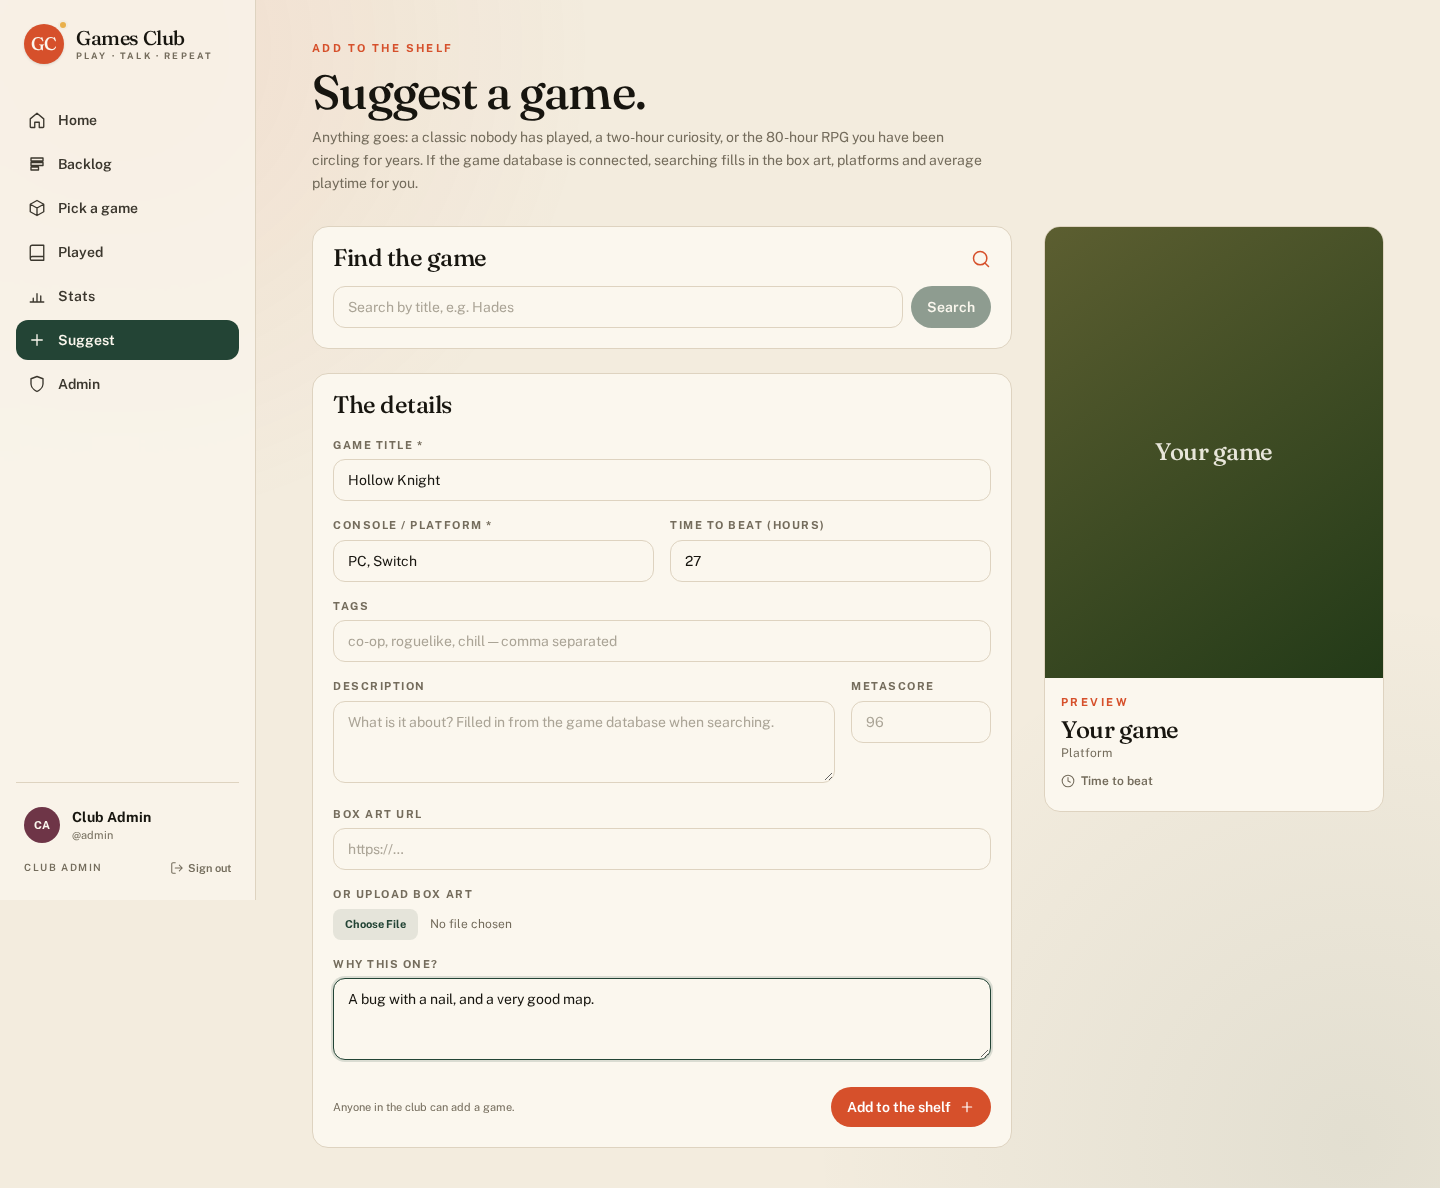 GC
Games Club
PLAY · TALK · REPEAT
Home
Backlog
Pick a game
Played
Stats
Suggest
Admin
CA
Club Admin
@admin
CLUB ADMIN
Sign out
ADD TO THE SHELF
Suggest a game.
Anything goes: a classic nobody has played, a two-hour curiosity, or the 80-hour RPG you have been
circling for years. If the game database is connected, searching fills in the box art, platforms and average
playtime for you.
Find the game
Search by title, e.g. Hades
Search
The details
GAME TITLE *
Hollow Knight
CONSOLE / PLATFORM *
TIME TO BEAT (HOURS)
PC, Switch
27
TAGS
co-op, roguelike, chill — comma separated
DESCRIPTION
METASCORE
What is it about? Filled in from the game database when searching.
96
BOX ART URL
https://...
OR UPLOAD BOX ART
Choose File
No file chosen
WHY THIS ONE?
A bug with a nail, and a very good map.
Anyone in the club can add a game.
Add to the shelf
Your game
PREVIEW
Your game
Platform
Time to beat